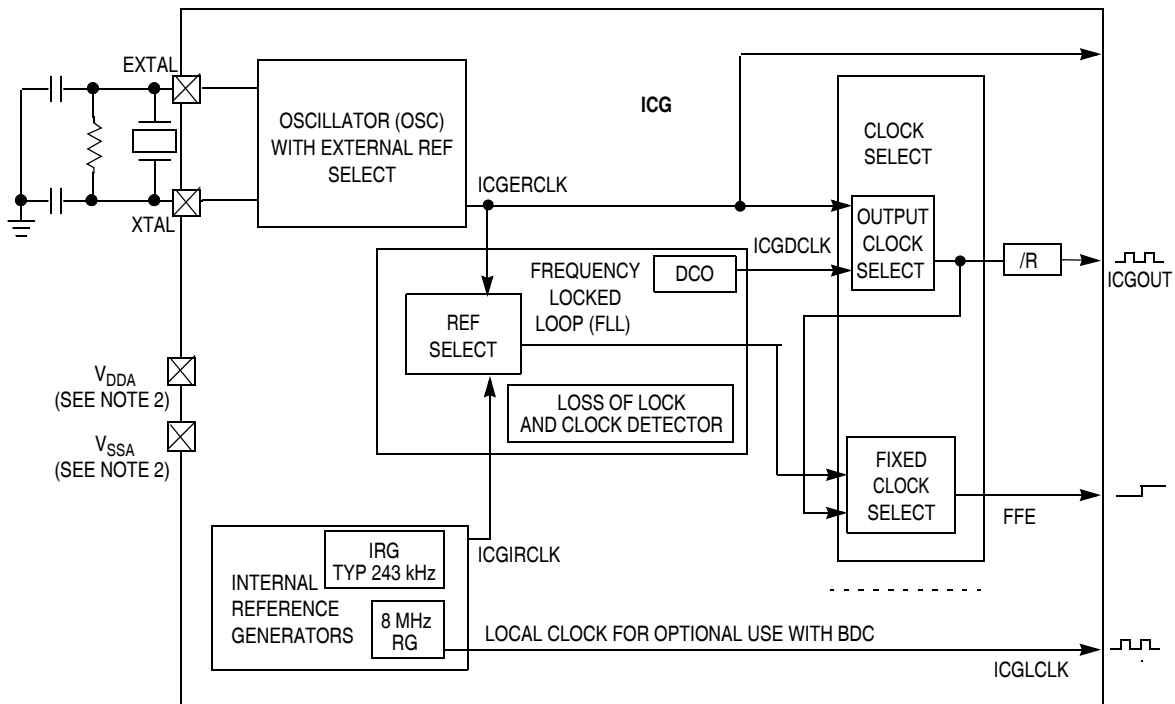 EXTAL
XTAL
OSCILLATOR (OSC)
WITH EXTERNAL REF
SELECT
ICG
CLOCK
SELECT
ICGERCLK
OUTPUT
CLOCK
SELECT
ICGDCLK
/R
ICGOUT
FREQUENCY
LOCKED
LOOP (FLL)
DCO
REF
SELECT
LOSS OF LOCK
AND CLOCK DETECTOR
VDDA
(SEE NOTE 2)
VSSA
(SEE NOTE 2)
FIXED
CLOCK
SELECT
FFE
ICGIRCLK
IRG
TYP 243 kHz
INTERNAL
REFERENCE
GENERATORS
8 MHz
RG
LOCAL CLOCK FOR OPTIONAL USE WITH BDC
ICGLCLK